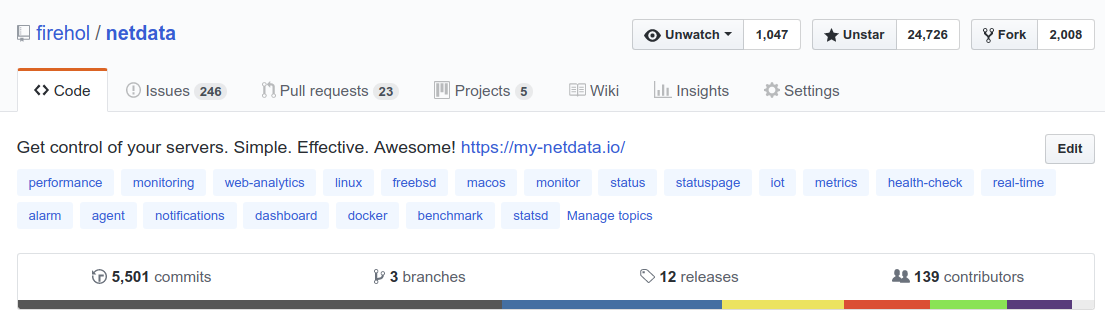 firehol / netdata Unwatch 1,047 Unstar 24,726 Fork 2,008
Code Issues 246 Pull requests 23 Projects 5 Wiki Insights Settings
Get control of your servers. Simple. Effective. Awesome! https://my-netdata.io/ Edit
performance monitoring web-analytics linux freebsd macos monitor status statuspage iot metrics health-check real-time
alarm agent notifications dashboard docker benchmark statsd Manage topics
5,501 commits 3 branches 12 releases 139 contributors